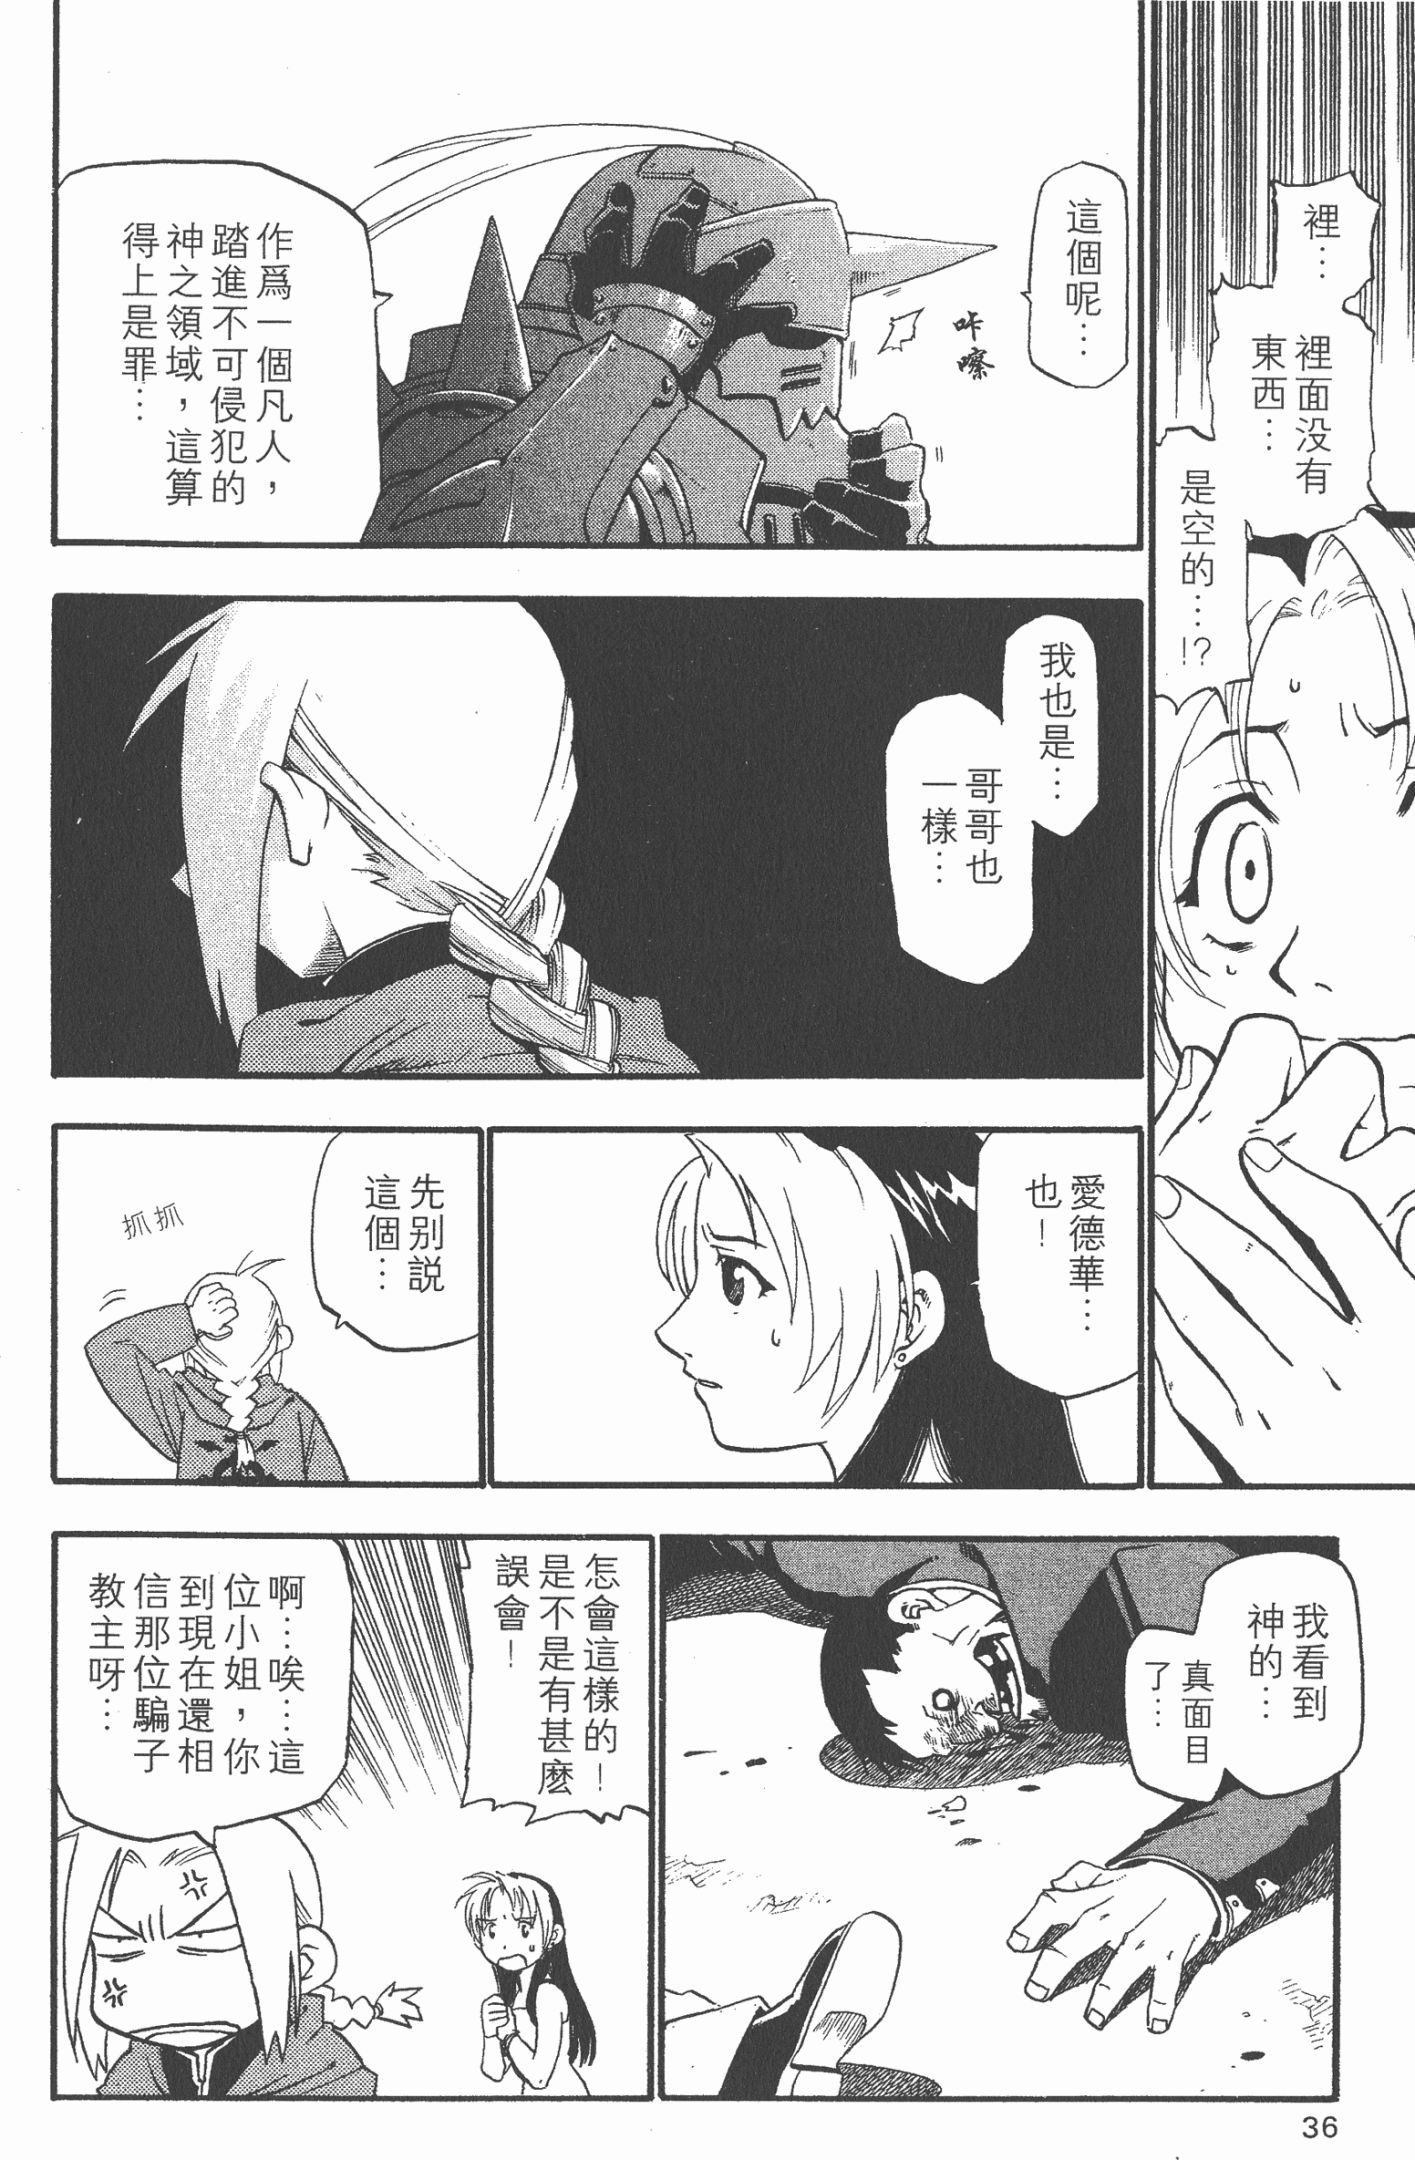 裡…
裡面没有
東西…
是空的…!?
這個呢…
咔嚓
作爲一個凡人，
踏進不可侵犯的
神之領域，這算
得上是罪…
我也是…
哥哥也
一樣…
愛德華…
也！
先别説
這個…
抓抓
我看到
神的…
真面目
了…
怎會這樣的！
是不是有甚麼
誤會！
啊…唉…這
位小姐，你
到現在還相
信那位騙子
教主呀…
36